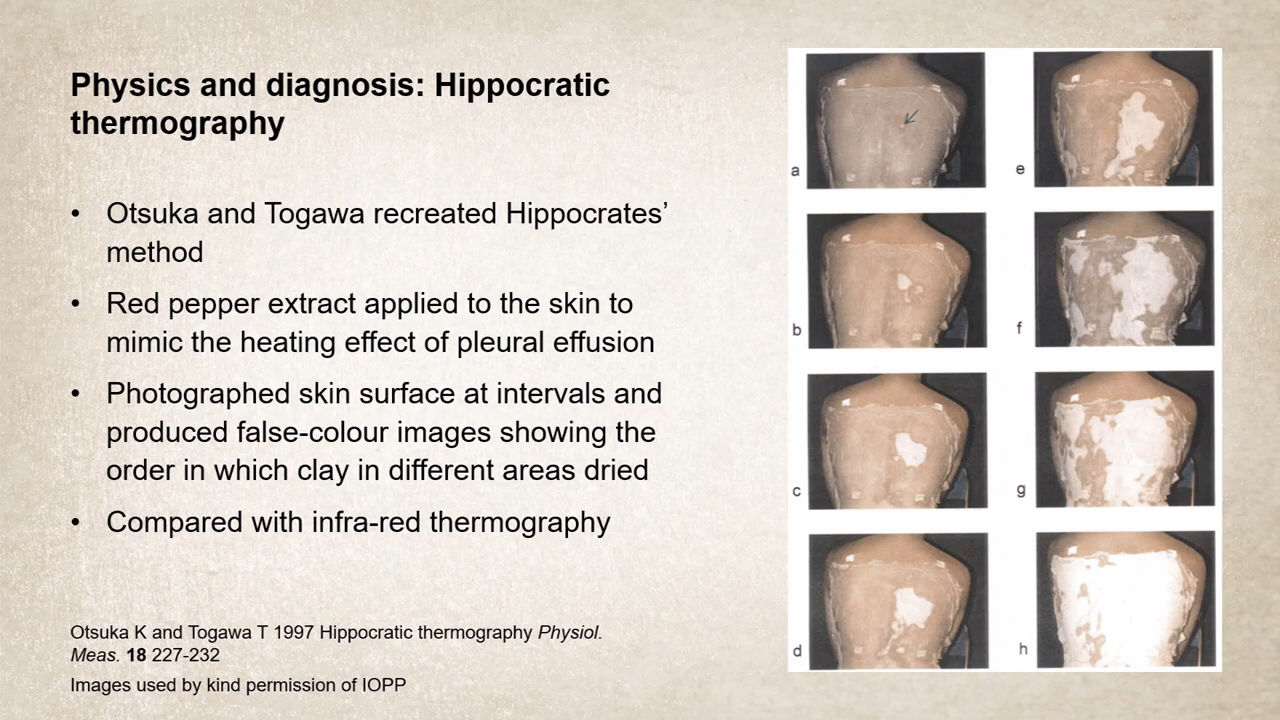 Physics and diagnosis: Hippocratic
thermography
• Otsuka and Togawa recreated Hippocrates’
method
• Red pepper extract applied to the skin to
mimic the heating effect of pleural effusion
• Photographed skin surface at intervals and
produced false-colour images showing the
order in which clay in different areas dried
• Compared with infra-red thermography
Otsuka K and Togawa T 1997 Hippocratic thermography Physiol.
Meas. 18 227-232
Images used by kind permission of IOPP
a
b
c
d
e
f
g
h